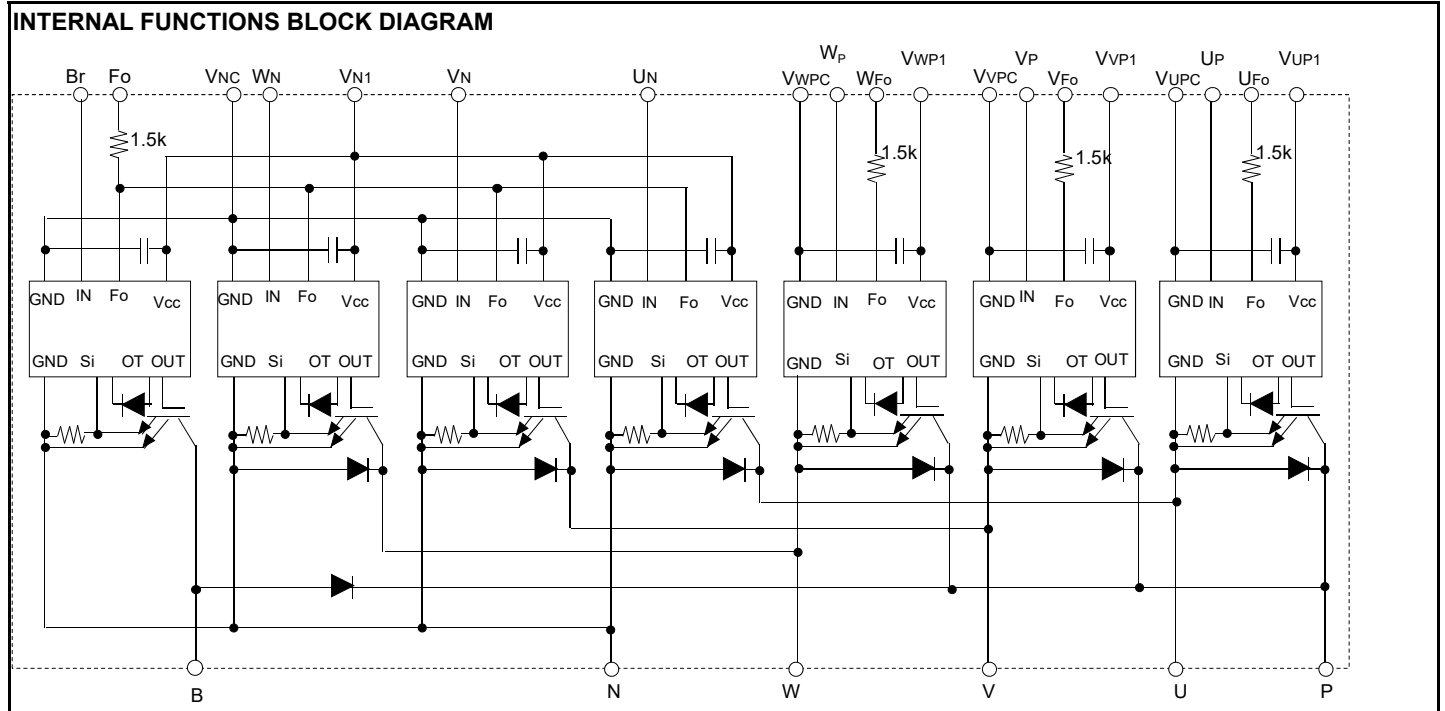 INTERNAL FUNCTIONS BLOCK DIAGRAM
Br Fo VNC WN VN1 VN UN VWPC WP WFo VWP1 VVPC VP VFo VVP1 VUPC UP UFo VUP1
1.5k 1.5k 1.5k 1.5k
GND IN Fo Vcc GND IN Fo Vcc GND IN Fo Vcc GND IN Fo Vcc GND IN Fo Vcc GND IN Fo Vcc GND IN Fo Vcc
GND Si OT OUT GND Si OT OUT GND Si OT OUT GND Si OT OUT GND Si OT OUT GND Si OT OUT GND Si OT OUT
B N W V U P